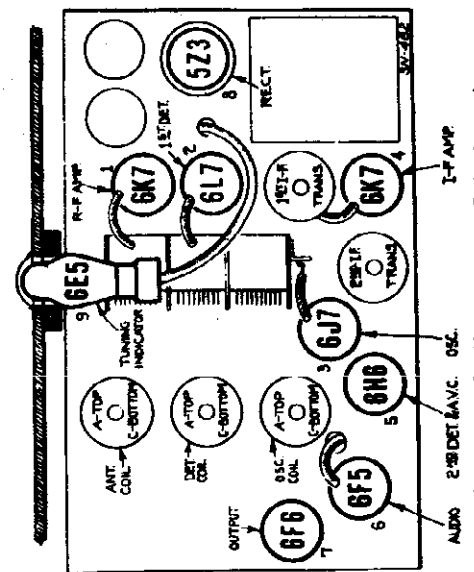 6E5
9
TUNING
INDICATOR
R-F AMP.
1
6K7
1ST DET.
2
6L7
5Z3
8
RECT.
SV-462
ANT.
COIL
A-TOP
C-BOTTOM
DET.
COIL
A-TOP
C-BOTTOM
OSC.
COIL
A-TOP
C-BOTTOM
1ST I-F
TRANS.
6K7
4
I-F AMP.
2ND I.F.
TRANS.
6J7
3
OSC.
6H6
5
2ND DET. & A.V.C.
6F5
6
AUDIO
OUTPUT
6F6
7